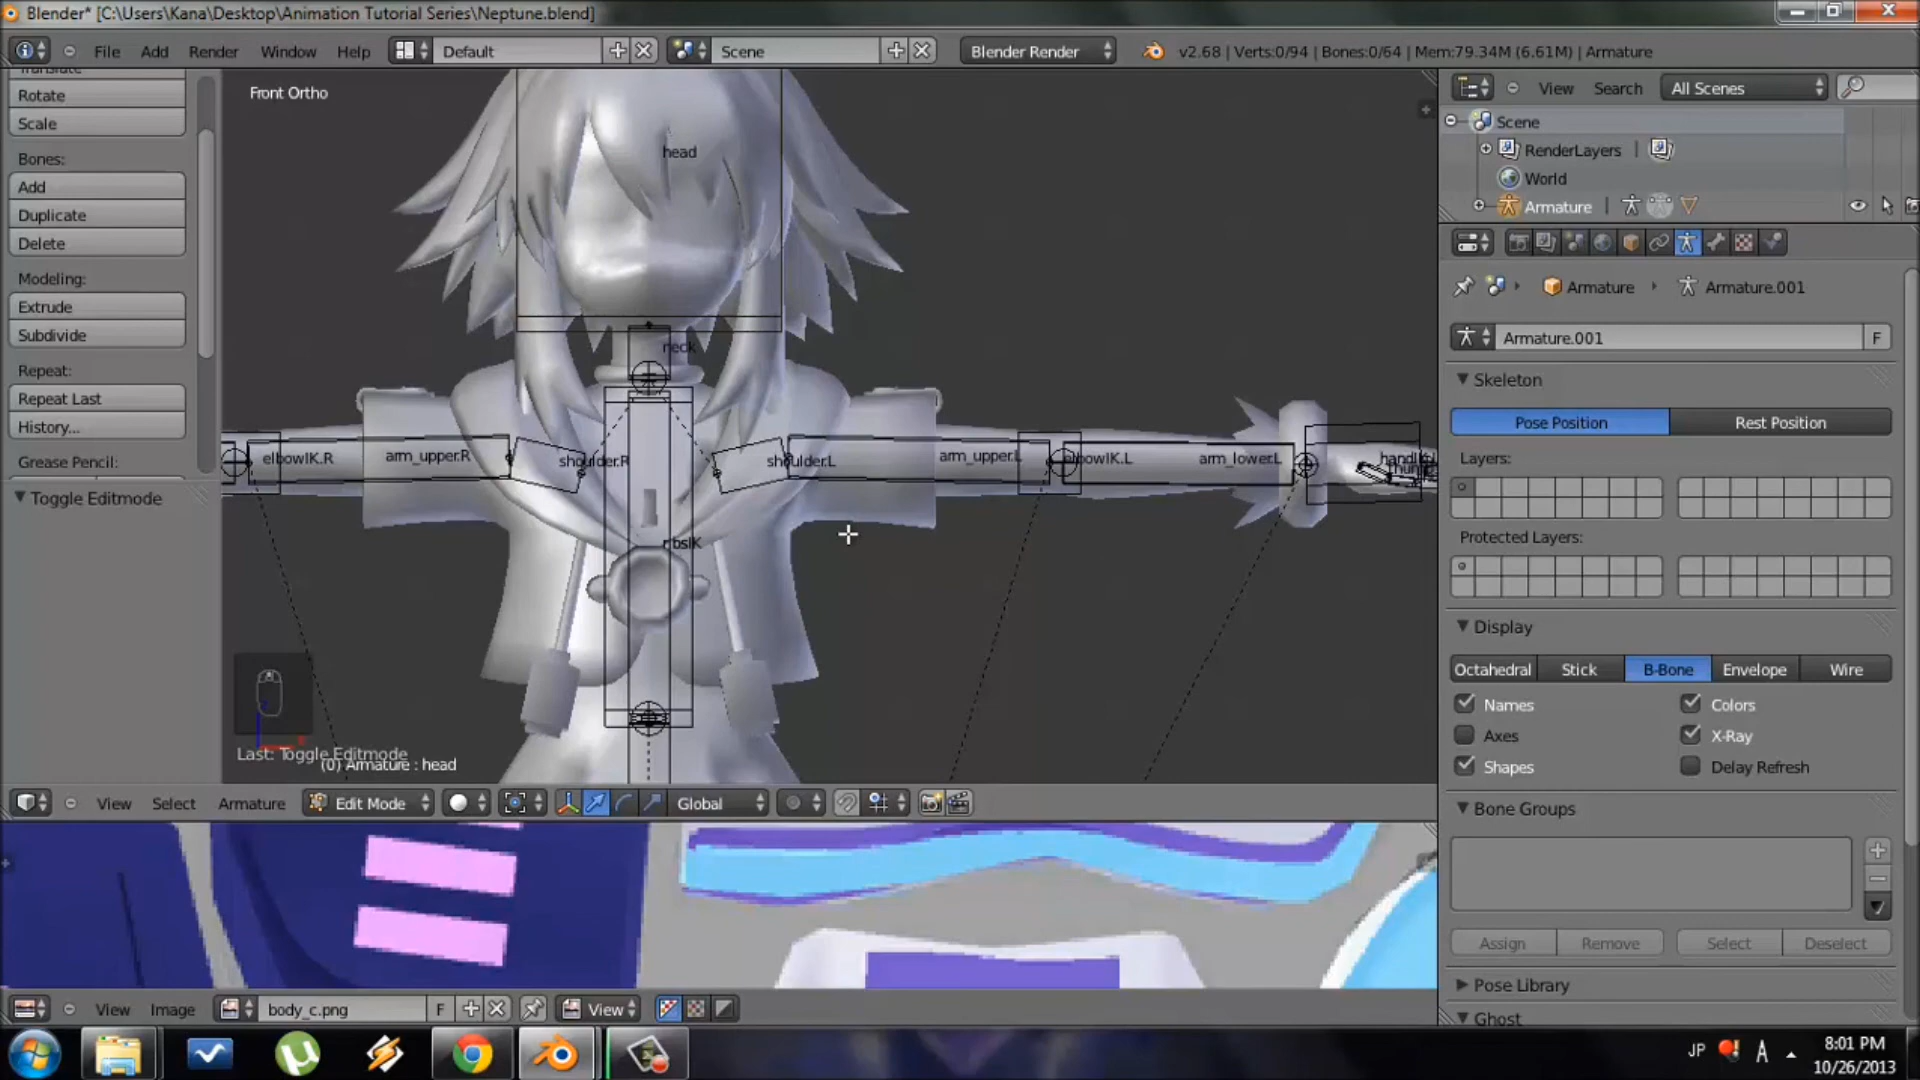 Blender* [C:\Users\Kana\Desktop\Animation Tutorial Series\Neptune.blend]
File Add Render Window Help Default Scene Blender Render v2.68 | Verts:0/94 | Bones:0/64 | Mem:79.34M (6.61M) | Armature
Translate
Rotate
Scale
Bones:
Add
Duplicate
Delete
Modeling:
Extrude
Subdivide
Repeat:
Repeat Last
History...
Grease Pencil:
Toggle Editmode
Front Ortho
head
neck
elbowIK.R arm_upper.R shoulder.R shoulder.L arm_upper.L elbowIK.L arm_lower.L
ribsIK
Last: Toggle Editmode
(0) Armature : head
View Select Armature Edit Mode Global
View Image body_c.png F View
View Search All Scenes
Scene
RenderLayers
World
Armature
Armature Armature.001
Armature.001 F
Skeleton
Pose Position Rest Position
Layers:
Protected Layers:
Display
Octahedral Stick B-Bone Envelope Wire
Names Colors
Axes X-Ray
Shapes Delay Refresh
Bone Groups
Assign Remove Select Deselect
Pose Library
Ghost
JP A 8:01 PM
10/26/2013